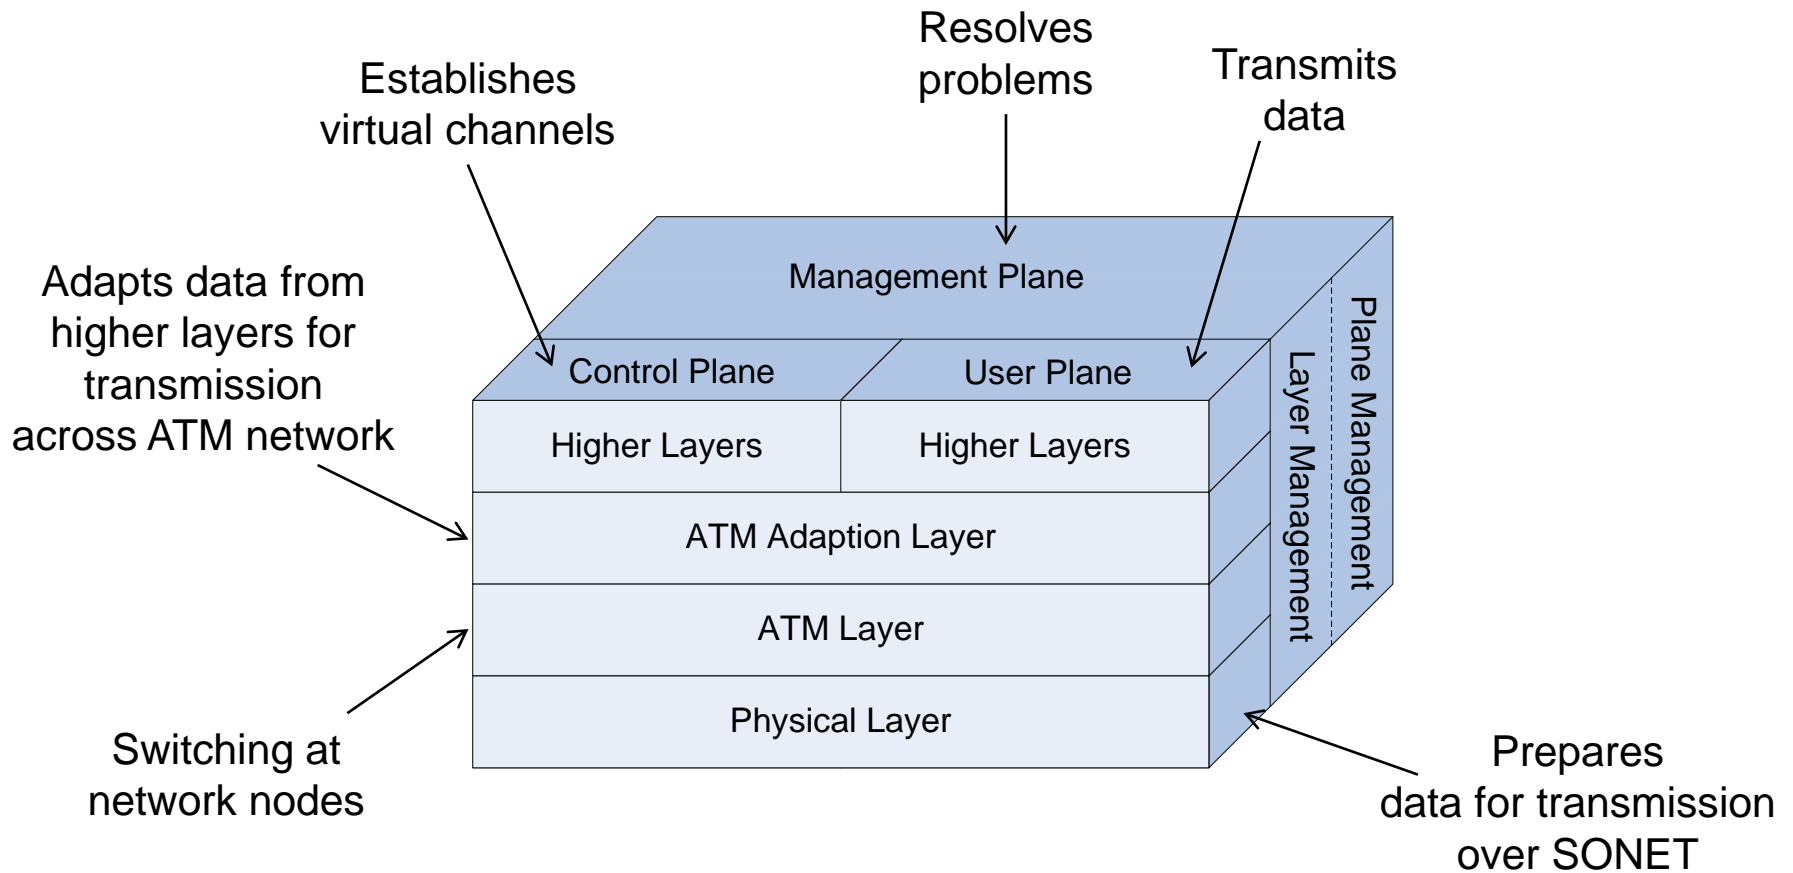 Resolves
problems
Transmits
data
Establishes
virtual channels
Adapts data from
higher layers for
transmission
across ATM network
Management Plane
Control Plane
User Plane
Plane Management
Layer Management
Higher Layers
Higher Layers
ATM Adaption Layer
ATM Layer
Physical Layer
Switching at
network nodes
Prepares
data for transmission
over SONET